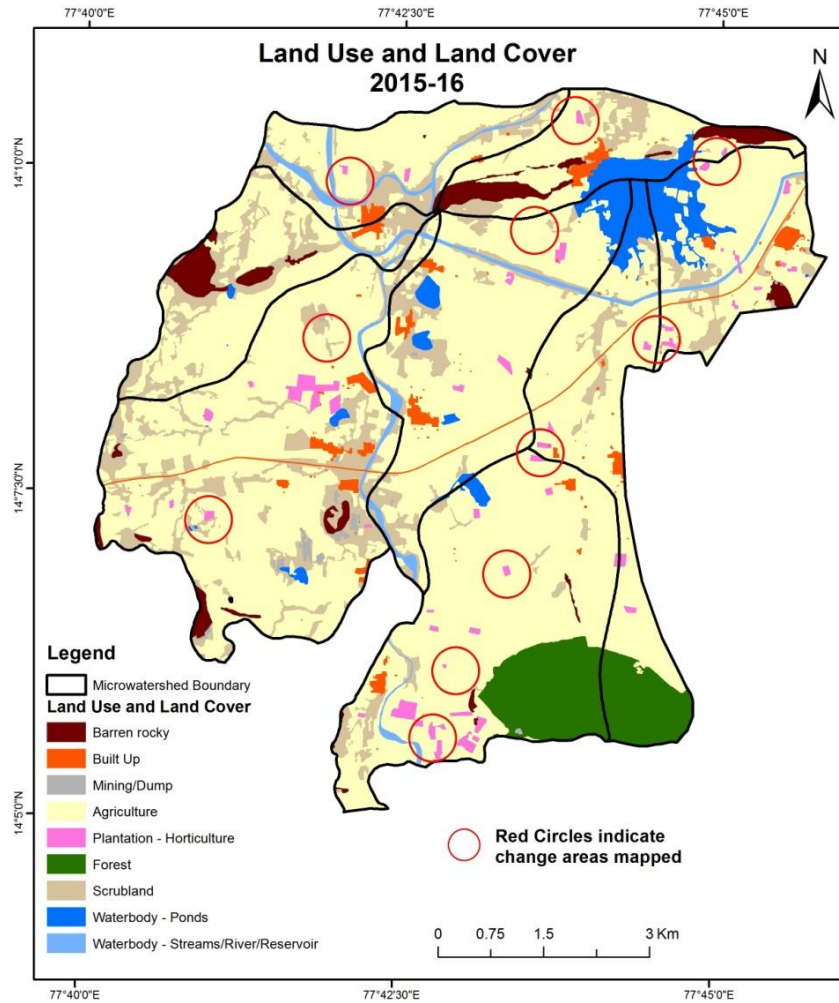 77°40'0"E 77°42'30"E 77°45'0"E
Land Use and Land Cover
2015-16
N
14°10'0"N
14°7'30"N
14°5'0"N
Legend
Microwatershed Boundary
Land Use and Land Cover
Barren rocky
Built Up
Mining/Dump
Agriculture
Plantation - Horticulture
Forest
Scrubland
Waterbody - Ponds
Waterbody - Streams/River/Reservoir
Red Circles indicate
change areas mapped
0 0.75 1.5 3 Km
77°40'0"E 77°42'30"E 77°45'0"E